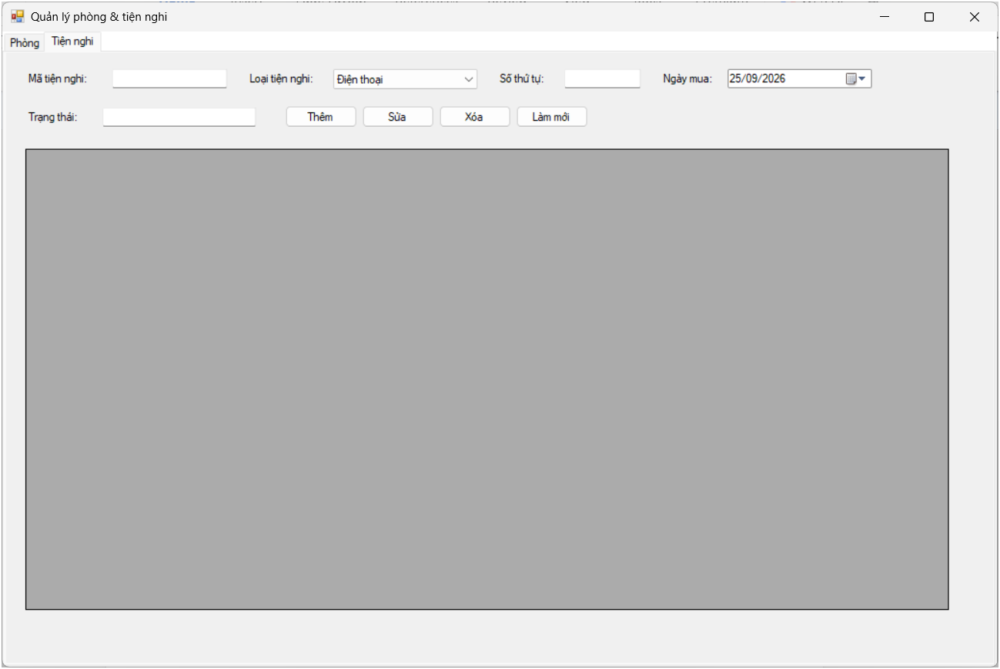 Quản lý phòng & tiện nghi
Phòng Tiện nghi
Mã tiện nghi: Loại tiện nghi: Điện thoại Số thứ tự: Ngày mua: 25/09/2026
Trạng thái: Thêm Sửa Xóa Làm mới